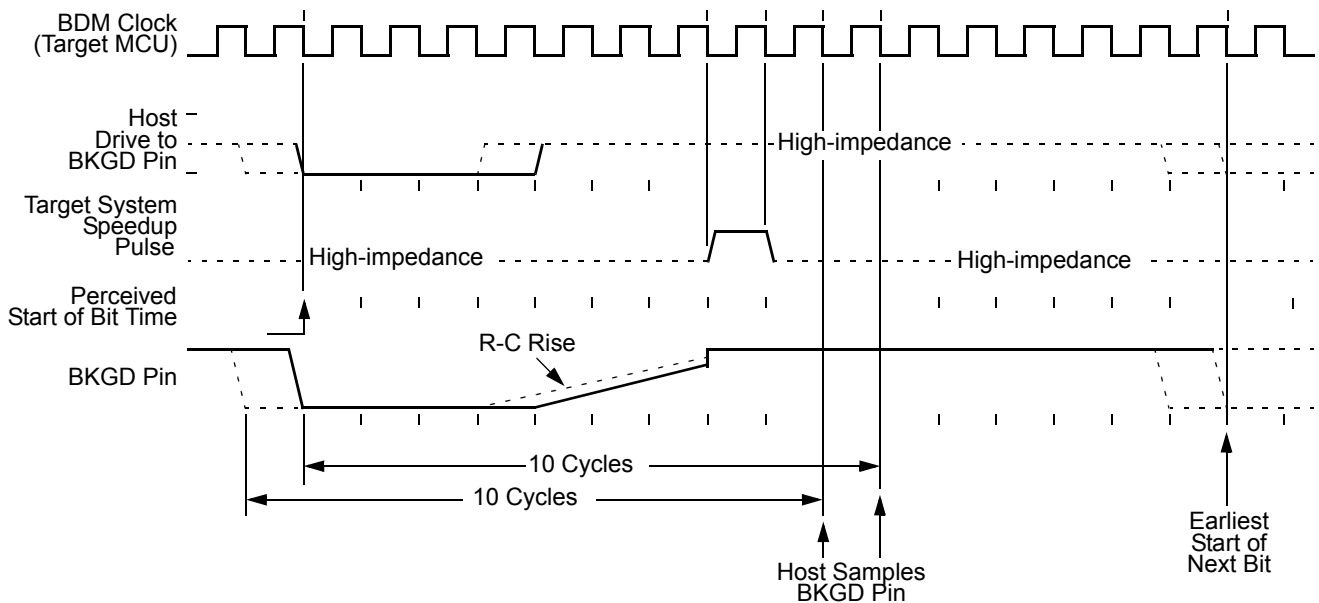 BDM Clock
(Target MCU)
Host
Drive to
BKGD Pin
High-impedance
Target System
Speedup
Pulse
High-impedance
High-impedance
Perceived
Start of Bit Time
R-C Rise
BKGD Pin
10 Cycles
10 Cycles
Host Samples
BKGD Pin
Earliest
Start of
Next Bit